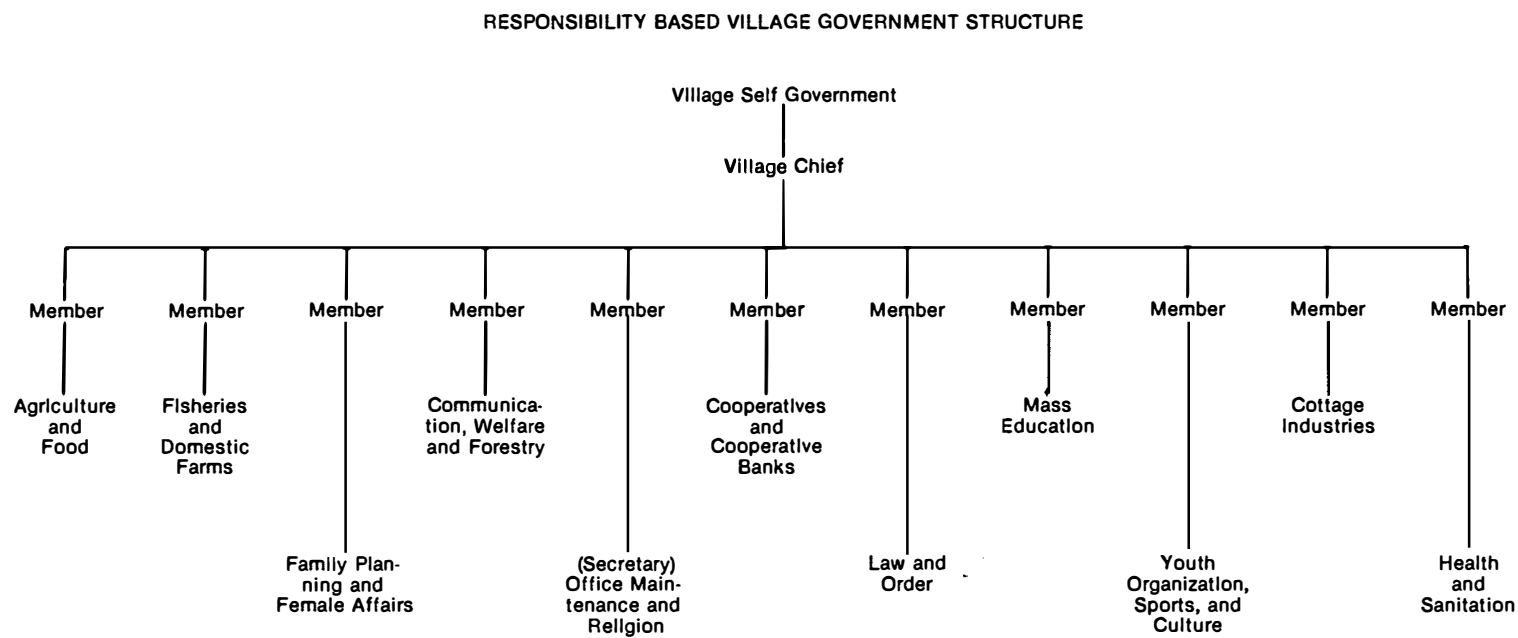 RESPONSIBILITY BASED VILLAGE GOVERNMENT STRUCTURE
Village Self Government
Village Chief
Member Member Member Member Member Member Member Member Member Member Member
Agriculture
and
Food
Fisheries
and
Domestic
Farms
Communica-
tion, Welfare
and Forestry
Cooperatives
and
Cooperative
Banks
Mass
Education
Cottage
Industries
Family Plan-
ning and
Female Affairs
(Secretary)
Office Main-
tenance and
Religion
Law and
Order
Youth
Organization,
Sports, and
Culture
Health
and
Sanitation